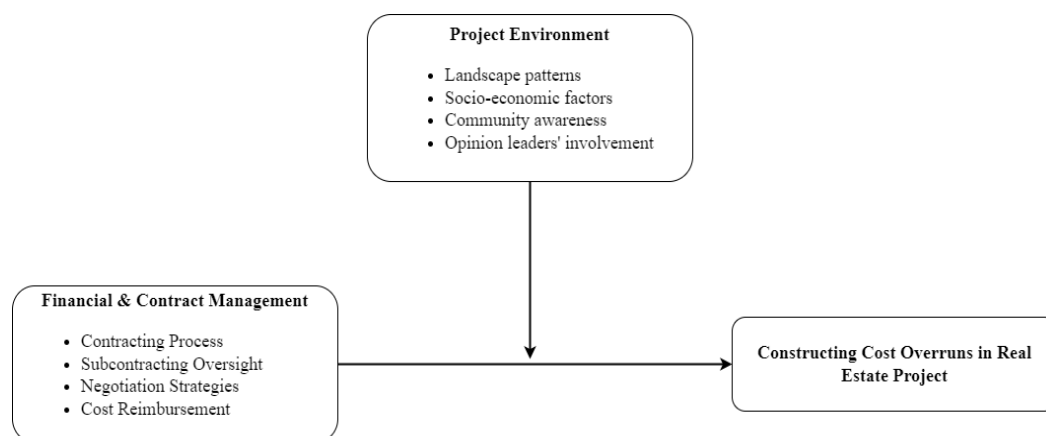 Project Environment
• Landscape patterns
• Socio-economic factors
• Community awareness
• Opinion leaders' involvement
Financial & Contract Management
• Contracting Process
• Subcontracting Oversight
• Negotiation Strategies
• Cost Reimbursement
Constructing Cost Overruns in Real
Estate Project